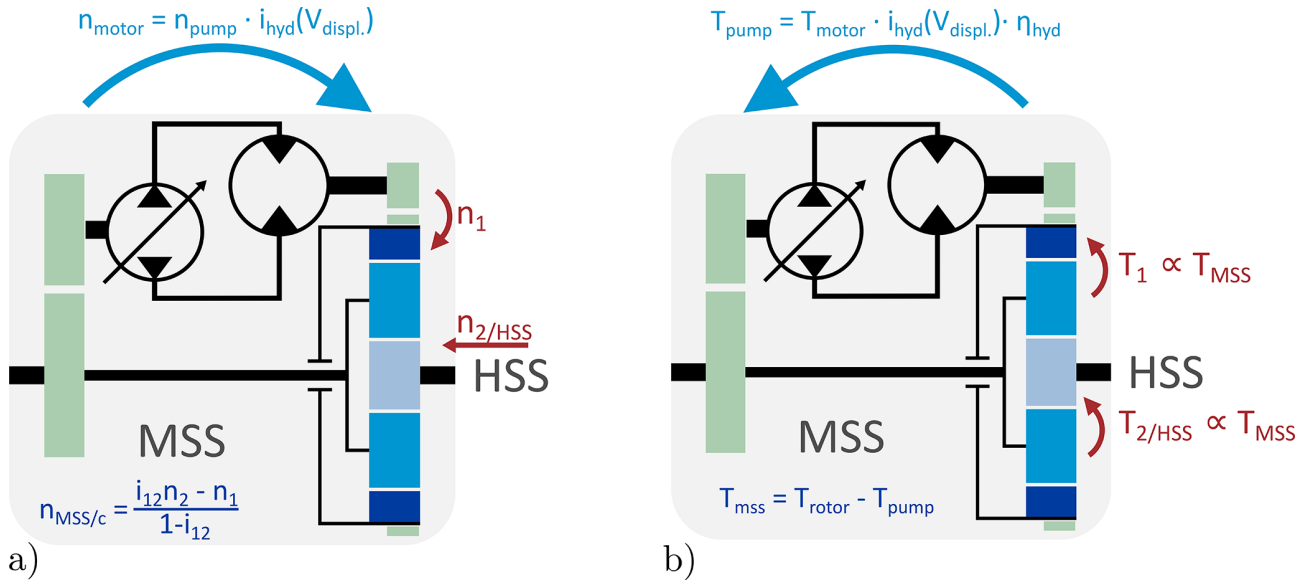 n_motor = n_pump · i_hyd(V_displ.)
n_1
n_2/HSS
HSS
MSS
n_MSS/c = (i_12n_2 - n_1) / (1-i_12)
a)
T_pump = T_motor · i_hyd(V_displ.)· η_hyd
T_1 ∝ T_MSS
HSS
T_2/HSS ∝ T_MSS
MSS
T_mss = T_rotor - T_pump
b)